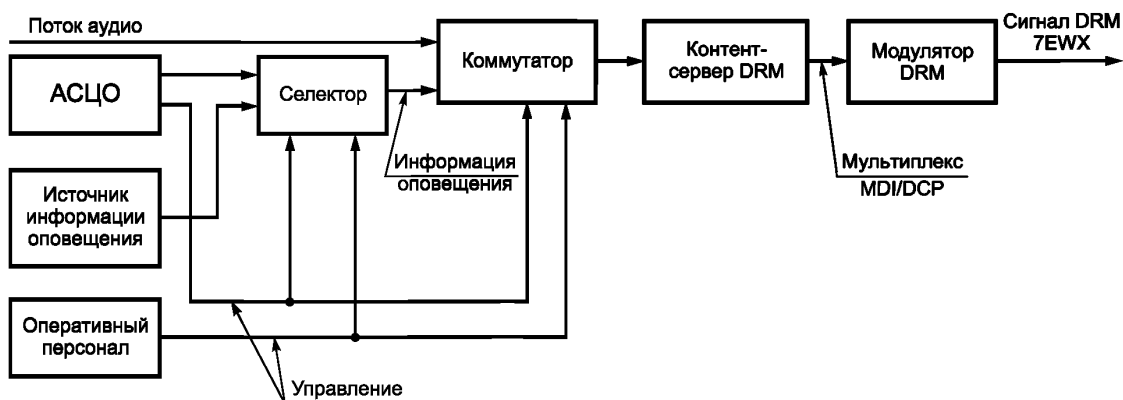 Поток аудио
АСЦО
Селектор
Коммутатор
Контент-
сервер DRM
Модулятор
DRM
Сигнал DRM
7EWX
Информация
оповещения
Мультиплекс
MDI/DCP
Источник
информации
оповещения
Оперативный
персонал
Управление